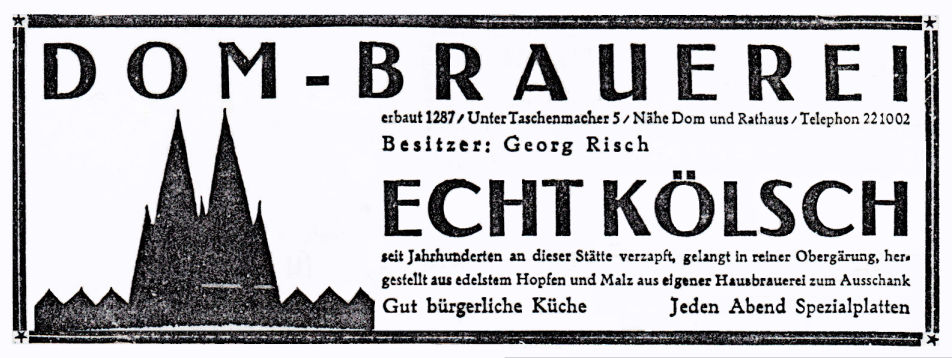 DOM-BRAUEREI
erbaut 1287 / Unter Taschenmacher 5 / Nähe Dom und Rathaus / Telephon 221002
Besitzer: Georg Risch
ECHT KÖLSCH
seit Jahrhunderten an dieser Stätte verzapft, gelangt in reiner Obergärung, her-
gestellt aus edelstem Hopfen und Malz aus eigener Hausbrauerei zum Ausschank
Gut bürgerliche Küche Jeden Abend Spezialplatten